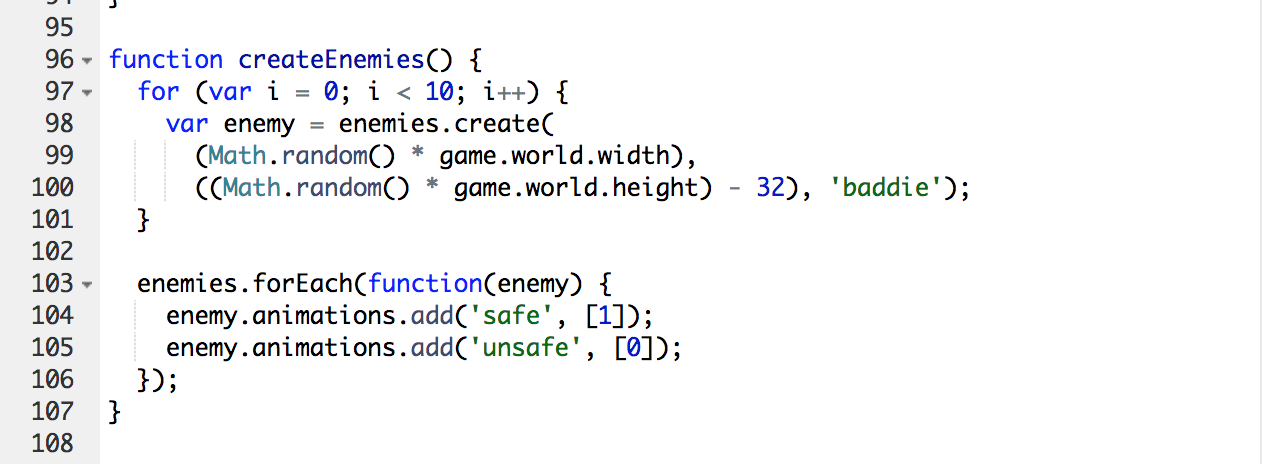 95
96 function createEnemies() {
97   for (var i = 0; i < 10; i++) {
98     var enemy = enemies.create(
99       (Math.random() * game.world.width),
100       ((Math.random() * game.world.height) - 32), 'baddie');
101   }
102
103   enemies.forEach(function(enemy) {
104     enemy.animations.add('safe', [1]);
105     enemy.animations.add('unsafe', [0]);
106   });
107 }
108